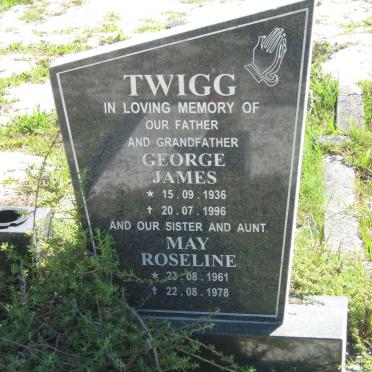 TWIGG
IN LOVING MEMORY OF
OUR FATHER
AND GRANDFATHER
GEORGE
JAMES
★ 15.09.1936
† 20.07.1996
AND OUR SISTER AND AUNT
MAY
ROSELINE
★ 23.08.1961
† 22.08.1978